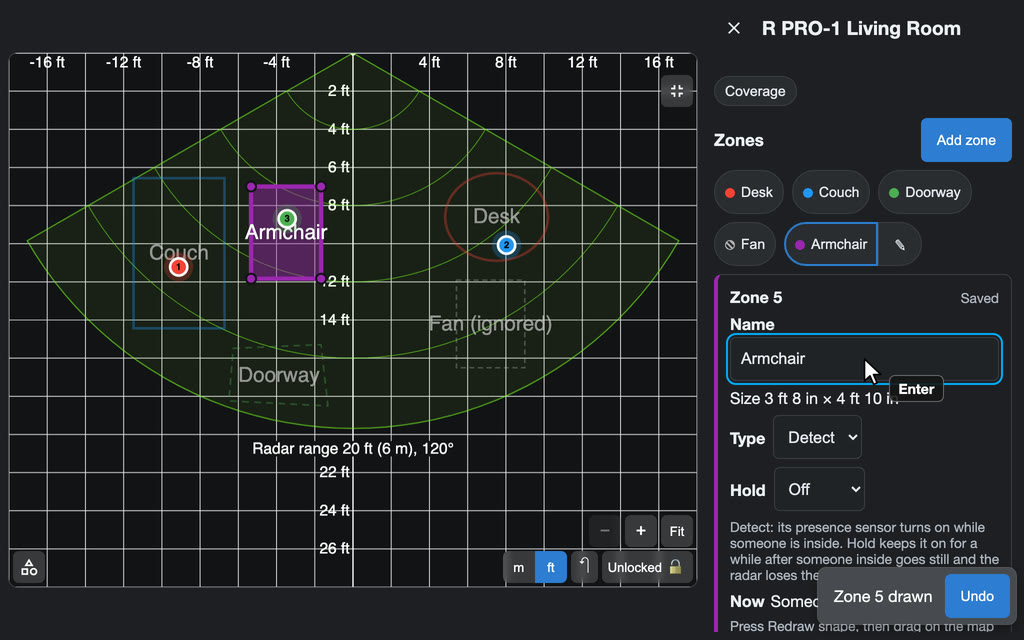 R PRO-1 Living Room
-16 ft -12 ft -8 ft -4 ft 4 ft 8 ft 12 ft 16 ft
2 ft
4 ft
6 ft
8 ft
2 ft
14 ft
22 ft
24 ft
26 ft
Couch
1
Armchair
3
Desk
2
Fan (ignored)
Doorway
Radar range 20 ft (6 m), 120°
Fit
m ft Unlocked
Coverage
Zones Add zone
Desk Couch Doorway
Fan Armchair
Zone 5 Saved
Name
Armchair
Enter
Size 3 ft 8 in × 4 ft 10 in
Type Detect
Hold Off
Detect: its presence sensor turns on while
someone is inside. Hold keeps it on for a
while after someone inside goes still and the
radar loses the
Now
Zone 5 drawn Undo
Press Redraw shape, then drag on the map